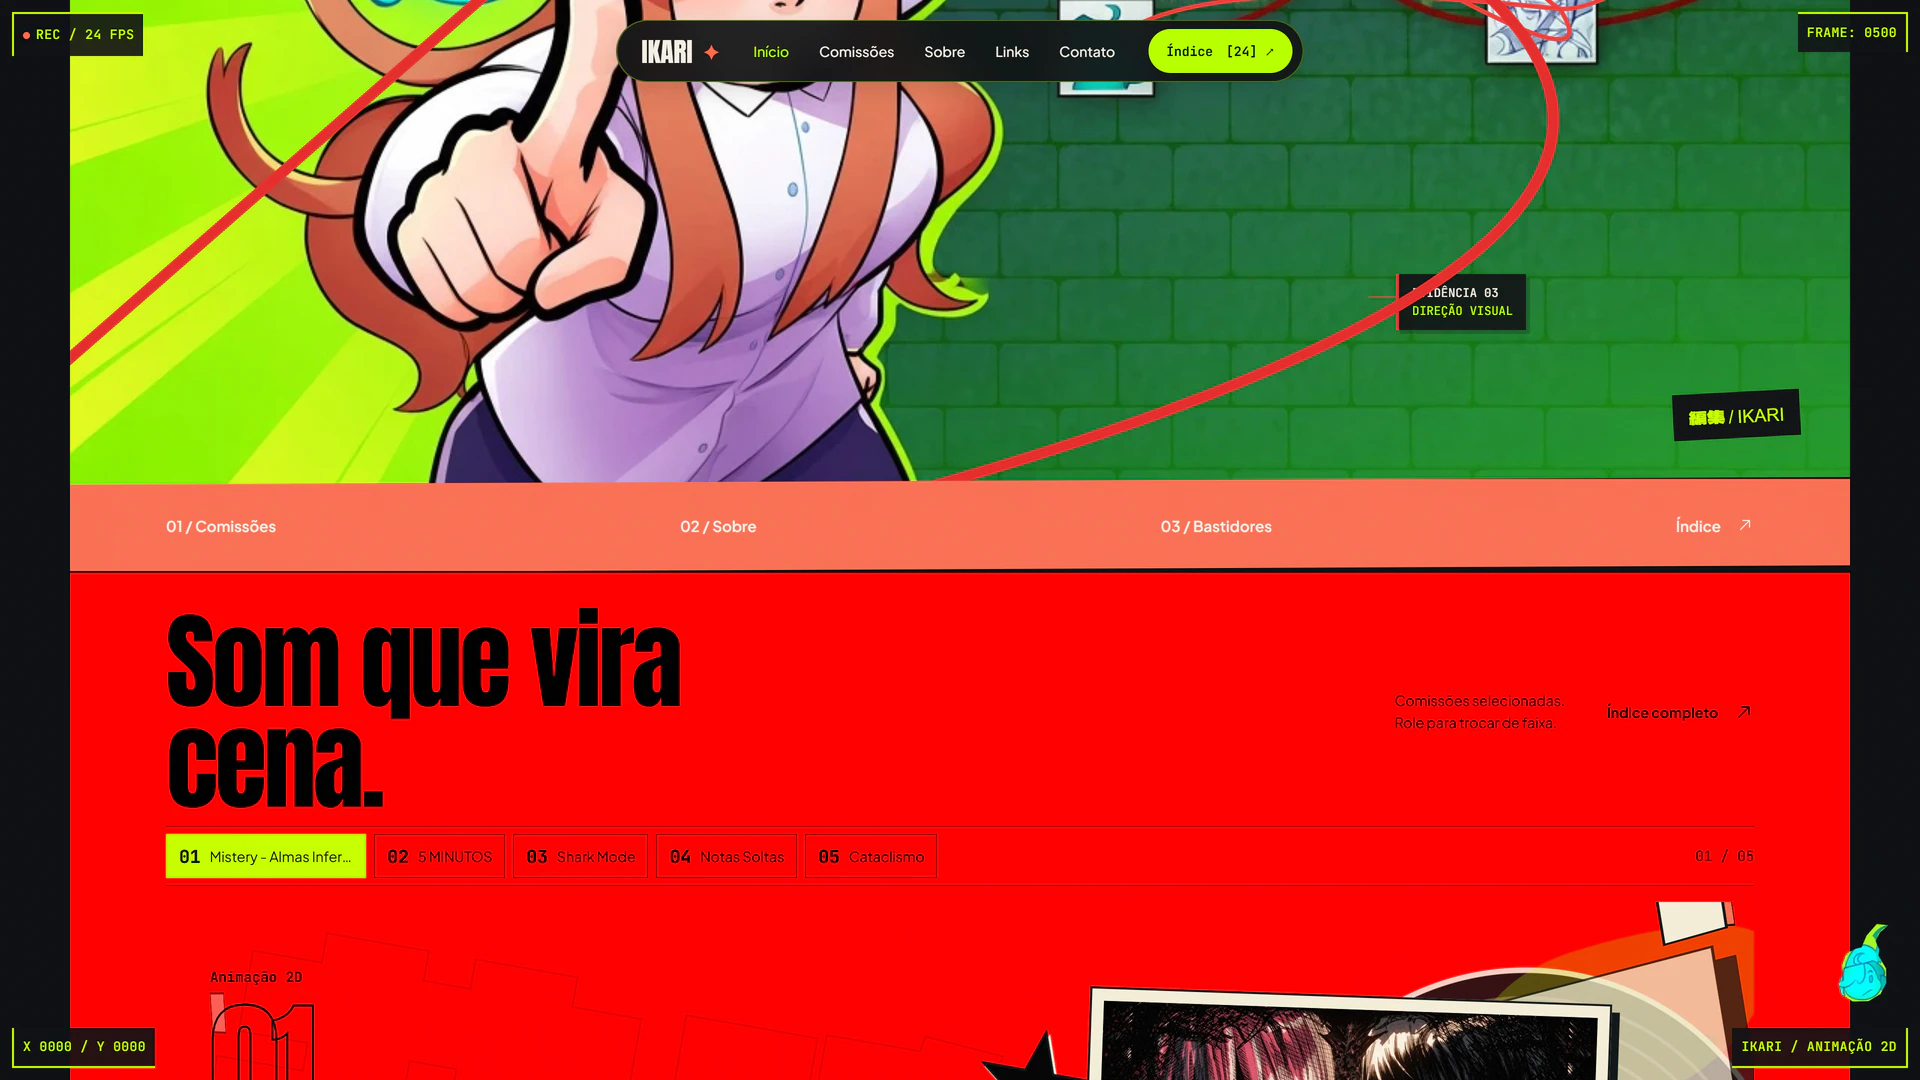 REC / 24 FPS
IKARI
Início
Comissões
Sobre
Links
Contato
Índice [24] ↗
FRAME: 0500
03
DIREÇÃO VISUAL
編集 / IKARI
01 / Comissões
02 / Sobre
03 / Bastidores
Índice ↗
Som que vira
cena.
Comissões selecionadas.
Role para trocar de faixa.
Índice completo ↗
01 Mistery - Almas Infer...
02 5 MINUTOS
03 Shark Mode
04 Notas Soltas
05 Cataclismo
01 / 05
Animação 2D
01
X 0000 / Y 0000
IKARI / ANIMAÇÃO 2D